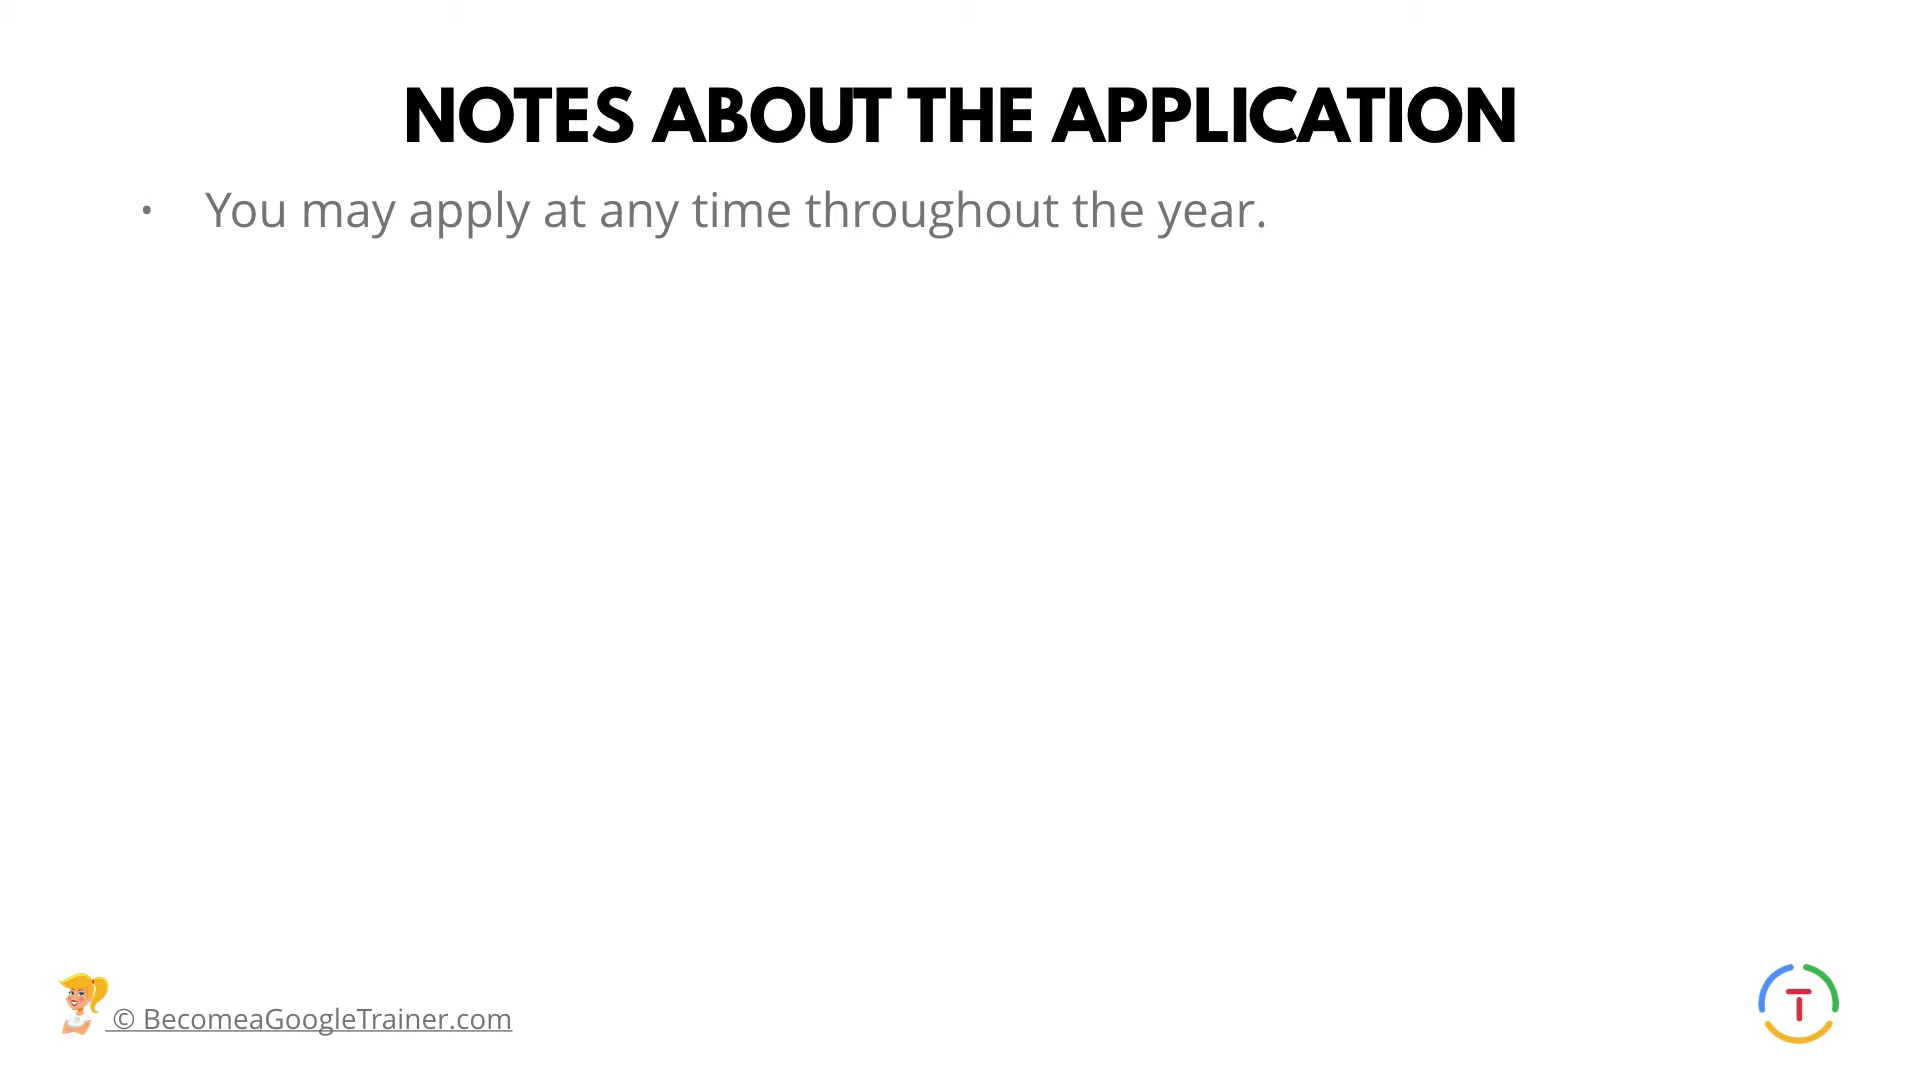 NOTES ABOUT THE APPLICATION
• You may apply at any time throughout the year.
© BecomeaGoogleTrainer.com
T